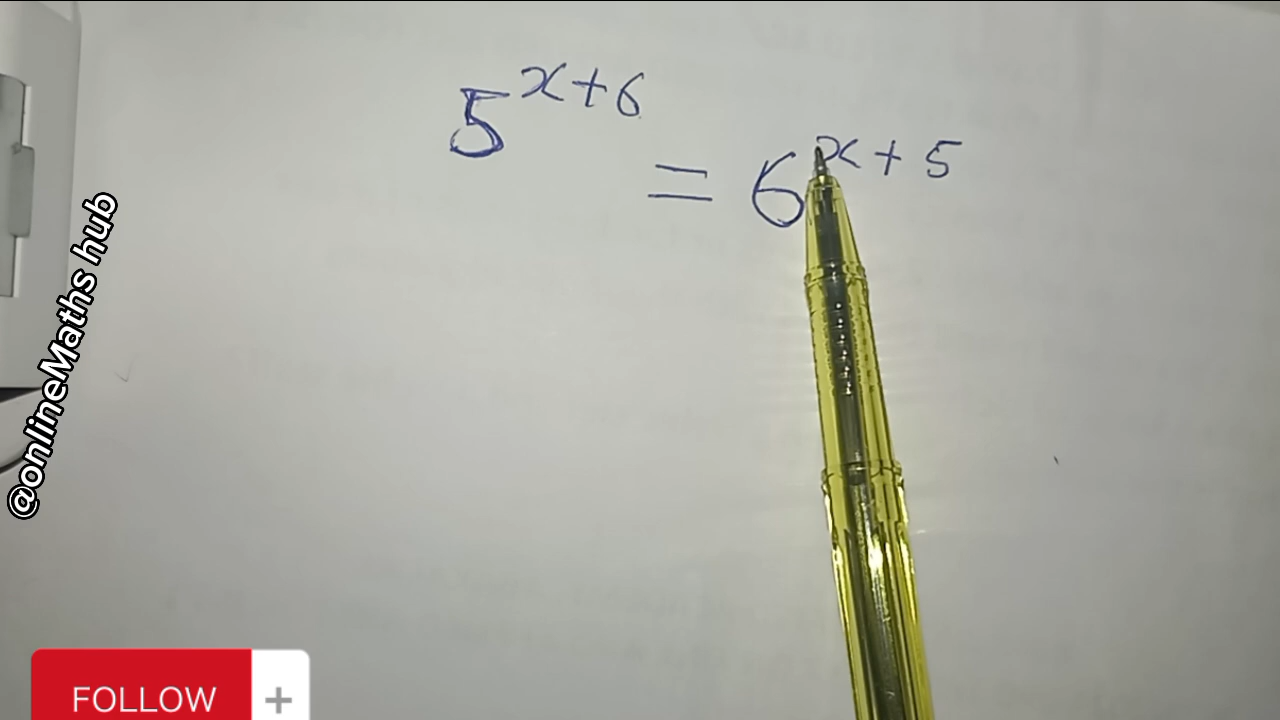 5^{x+6}
= 6^{x+5}
@onlineMaths hub
FOLLOW +